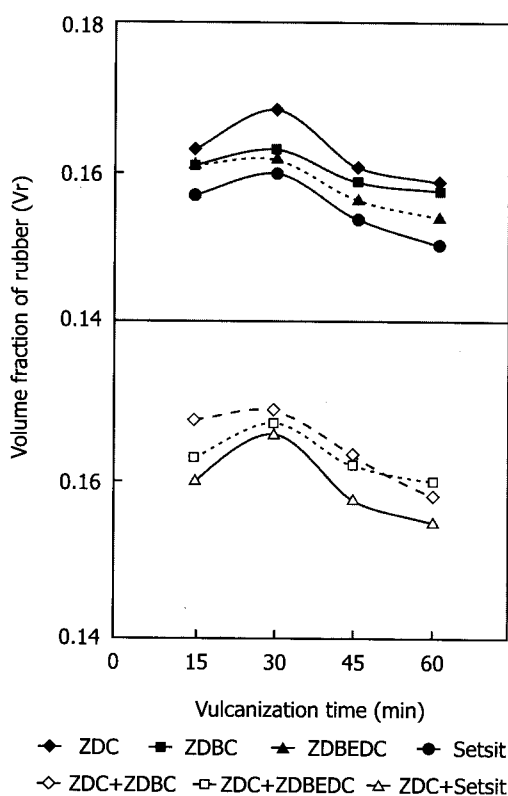 0.18
0.16
0.14
0.16
0.14
Volume fraction of rubber (Vr)
0 15 30 45 60
Vulcanization time (min)
ZDC ZDBC ZDBEDC Setsit
ZDC+ZDBC ZDC+ZDBEDC ZDC+Setsit